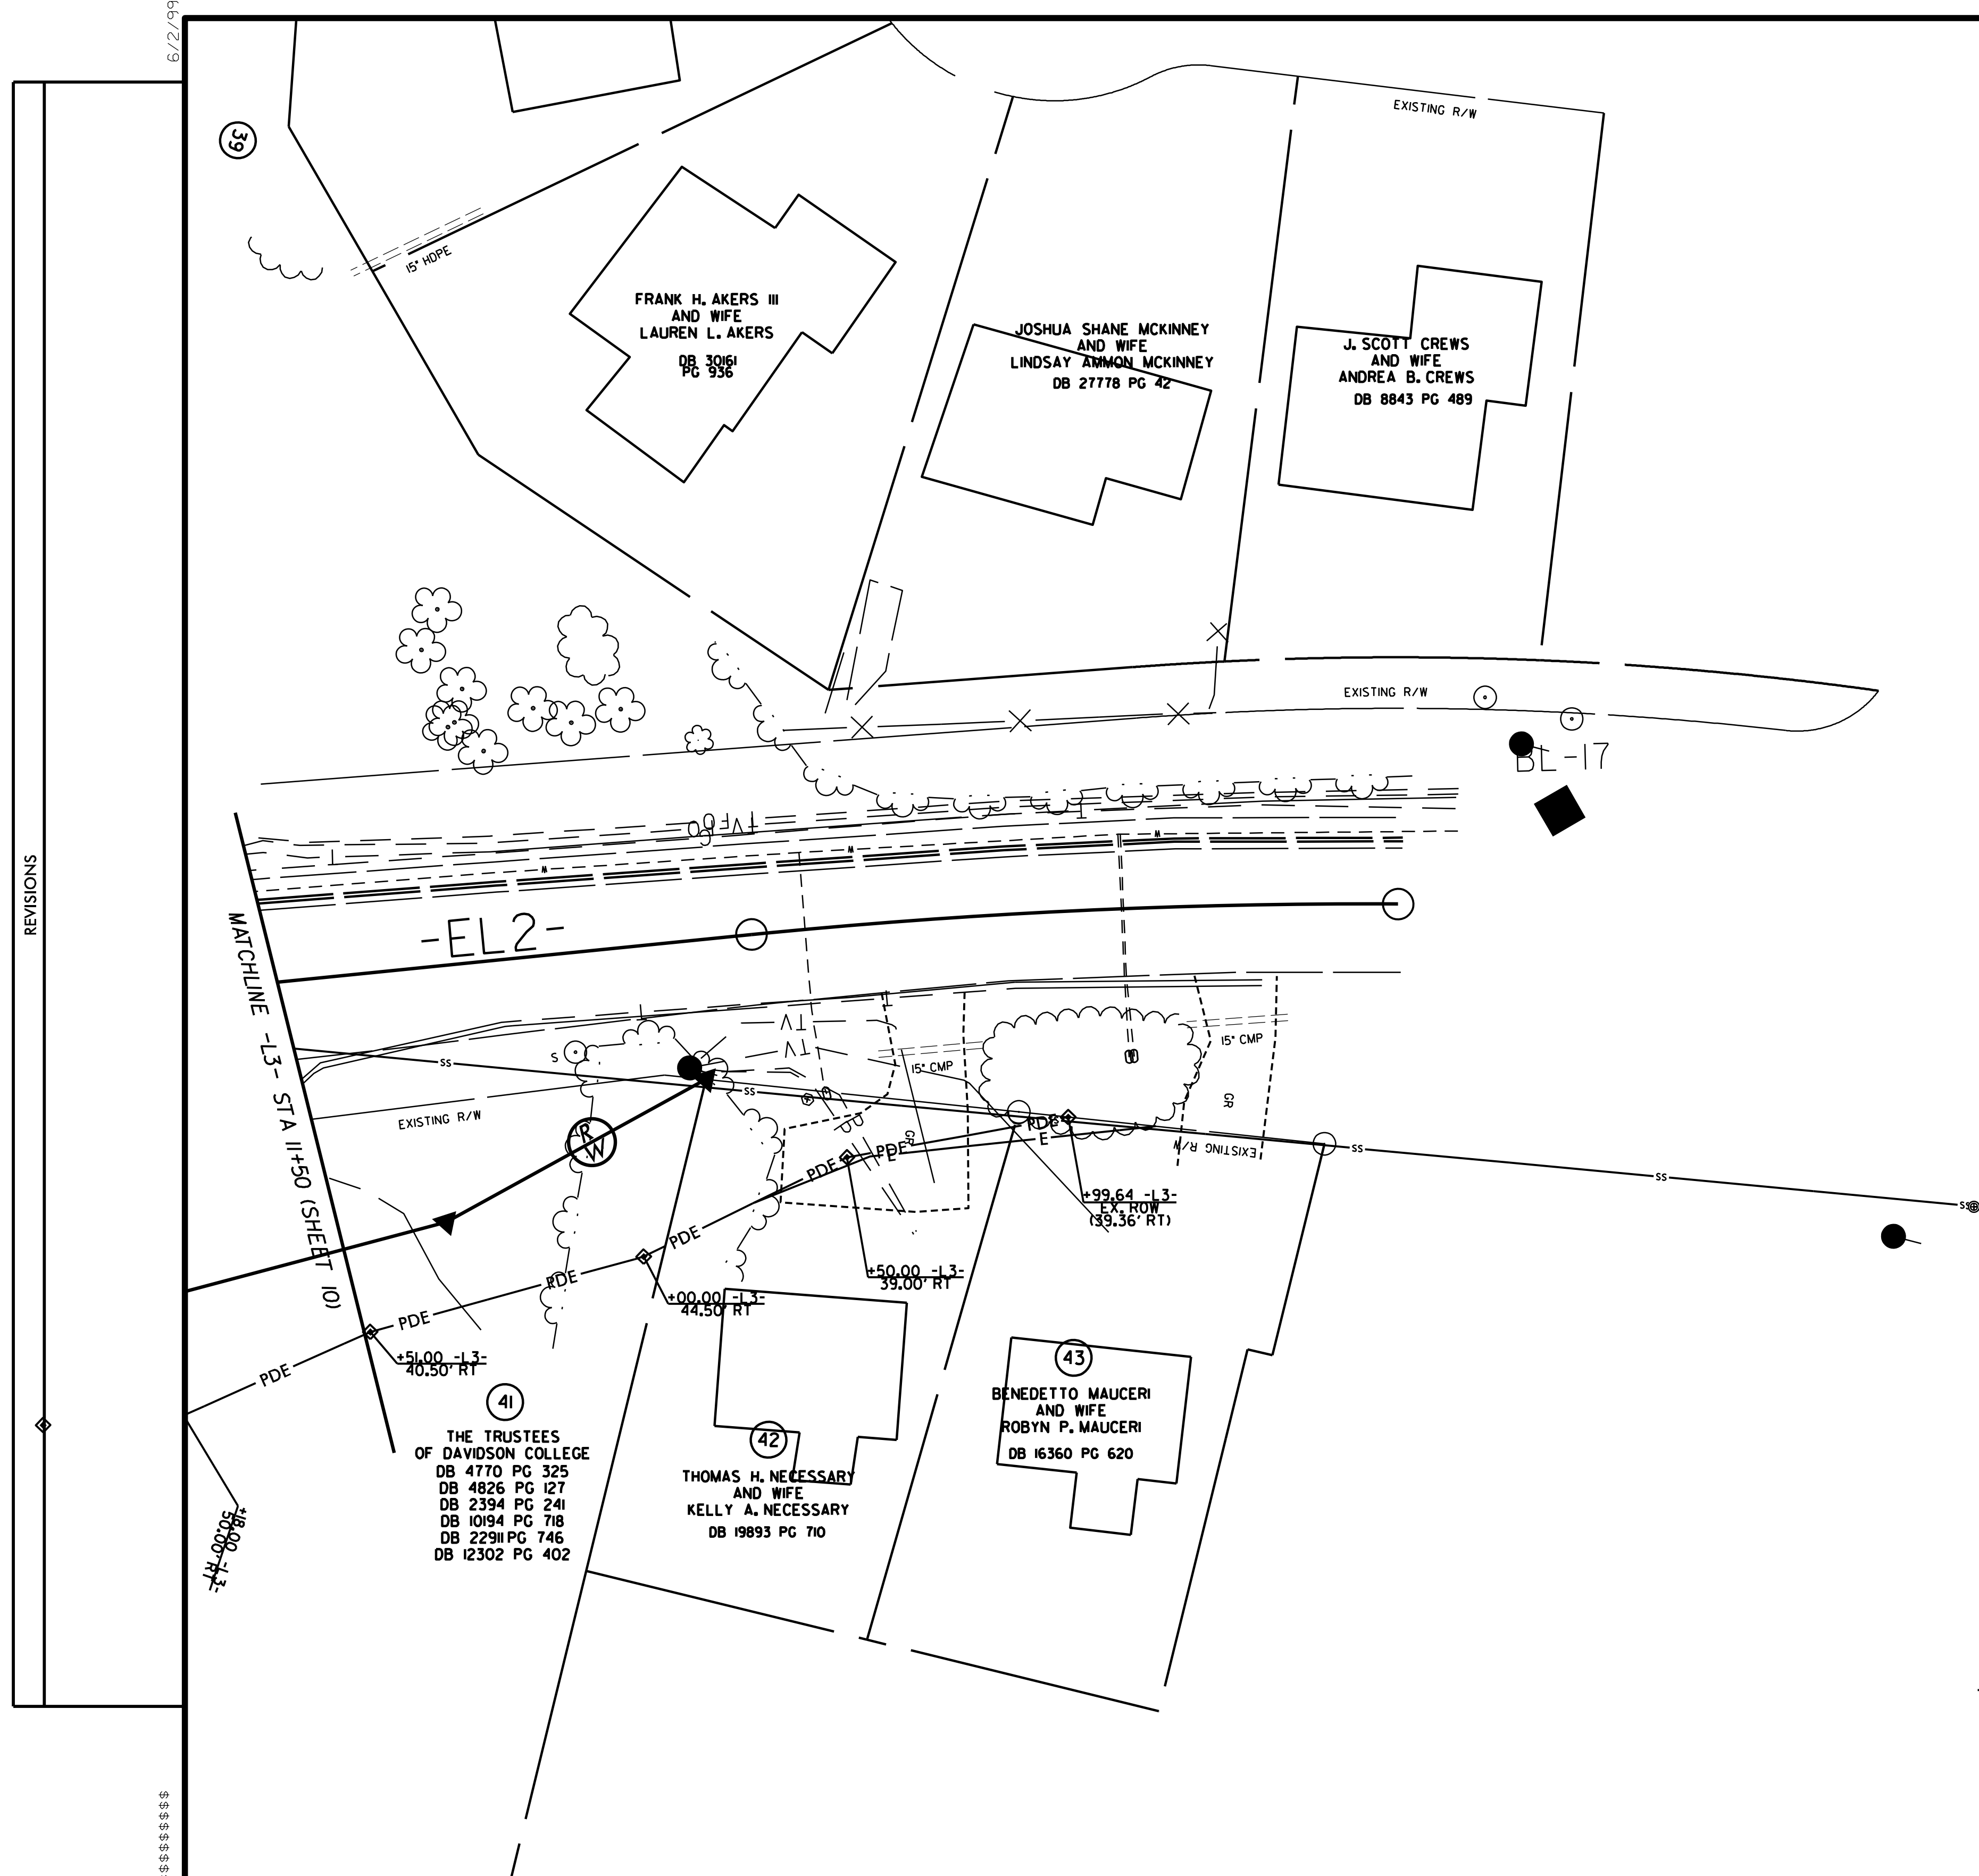 6/2/99
REVISIONS
39
EXISTING R/W
15" HDPE
FRANK H. AKERS III
AND WIFE
LAUREN L. AKERS
DB 30161
PG 936
JOSHUA SHANE MCKINNEY
AND WIFE
LINDSAY AMMON MCKINNEY
DB 27778 PG 42
J. SCOTT CREWS
AND WIFE
ANDREA B. CREWS
DB 8843 PG 489
EXISTING R/W
BL-17
TVFO
T
T
W
W
W
-EL2-
MATCHLINE -L3- STA 11+50 (SHEET 10)
T
T
TV
TV
S
SS
SS
SS
SS
SS
15" CMP
15" CMP
GR
GR
EXISTING R/W
EXISTING R/W
R/W
PDE
PDE
PDE
PDE
PDE
PDE
PDE
E
E
+99.64 -L3-
EX. ROW
(39.36' RT)
+50.00 -L3-
39.00' RT
+00.00 -L3-
44.50' RT
+51.00 -L3-
40.50' RT
+18.00 -L3-
50.00' RT
41
THE TRUSTEES
OF DAVIDSON COLLEGE
DB 4770 PG 325
DB 4826 PG 127
DB 2394 PG 241
DB 10194 PG 718
DB 22911 PG 746
DB 12302 PG 402
42
THOMAS H. NECESSARY
AND WIFE
KELLY A. NECESSARY
DB 19893 PG 710
43
BENEDETTO MAUCERI
AND WIFE
ROBYN P. MAUCERI
DB 16360 PG 620
$$$$$$$$